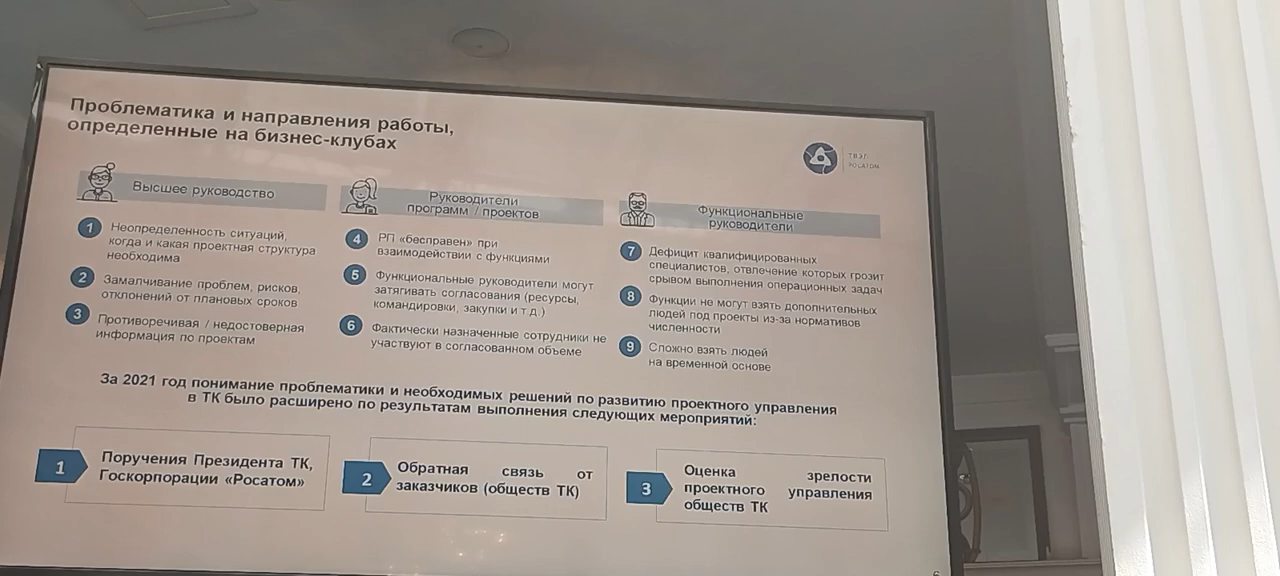 Проблематика и направления работы,
определенные на бизнес-клубах
ТВЭЛ
РОСАТОМ
Высшее руководство
1
Неопределенность ситуаций,
когда и какая проектная структура
необходима
2
Замалчивание проблем, рисков,
отклонений от плановых сроков
3
Противоречивая / недостоверная
информация по проектам
Руководители
программ / проектов
4
РП «бесправен» при
взаимодействии с функциями
5
Функциональные руководители могут
затягивать согласования (ресурсы,
командировки, закупки и т.д.)
6
Фактически назначенные сотрудники не
участвуют в согласованном объеме
Функциональные
руководители
7
Дефицит квалифицированных
специалистов, отвлечение которых грозит
срывом выполнения операционных задач
8
Функции не могут взять дополнительных
людей под проекты из-за нормативов
численности
9
Сложно взять людей
на временной основе
За 2021 год понимание проблематики и необходимых решений по развитию проектного управления
в ТК было расширено по результатам выполнения следующих мероприятий:
1
Поручения Президента ТК,
Госкорпорации «Росатом»
2
Обратная связь от
заказчиков (обществ ТК)
3
Оценка зрелости
проектного управления
обществ ТК